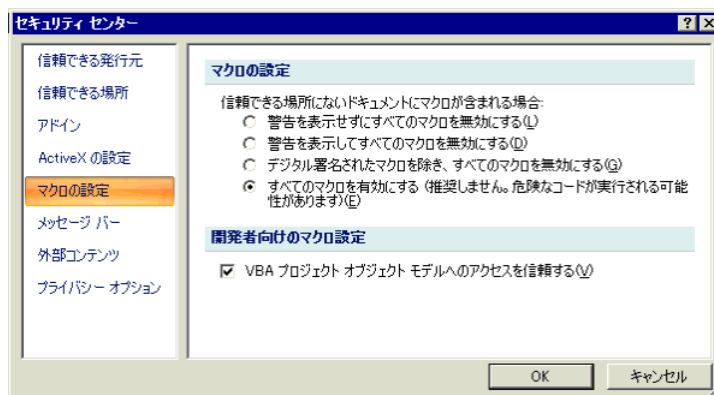 セキュリティ センター
信頼できる発行元
信頼できる場所
アドイン
ActiveX の設定
マクロの設定
メッセージ バー
外部コンテンツ
プライバシー オプション
マクロの設定
信頼できる場所にないドキュメントにマクロが含まれる場合:
警告を表示せずにすべてのマクロを無効にする(L)
警告を表示してすべてのマクロを無効にする(D)
デジタル署名されたマクロを除き、すべてのマクロを無効にする(G)
すべてのマクロを有効にする (推奨しません。危険なコードが実行される可能
性があります)(E)
開発者向けのマクロ設定
VBA プロジェクト オブジェクト モデルへのアクセスを信頼する(V)
OK
キャンセル